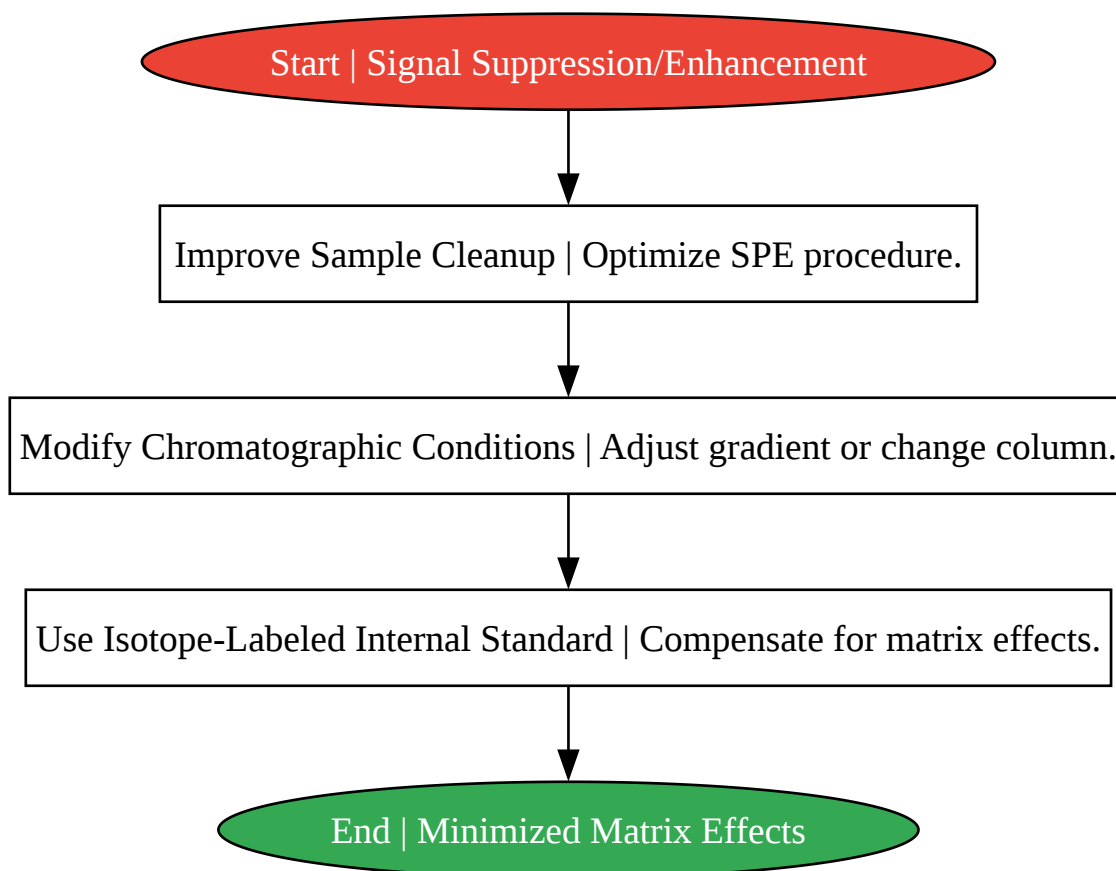 Start | Signal Suppression/Enhancement
Improve Sample Cleanup | Optimize SPE procedure.
Modify Chromatographic Conditions | Adjust gradient or change column.
Use Isotope-Labeled Internal Standard | Compensate for matrix effects.
End | Minimized Matrix Effects